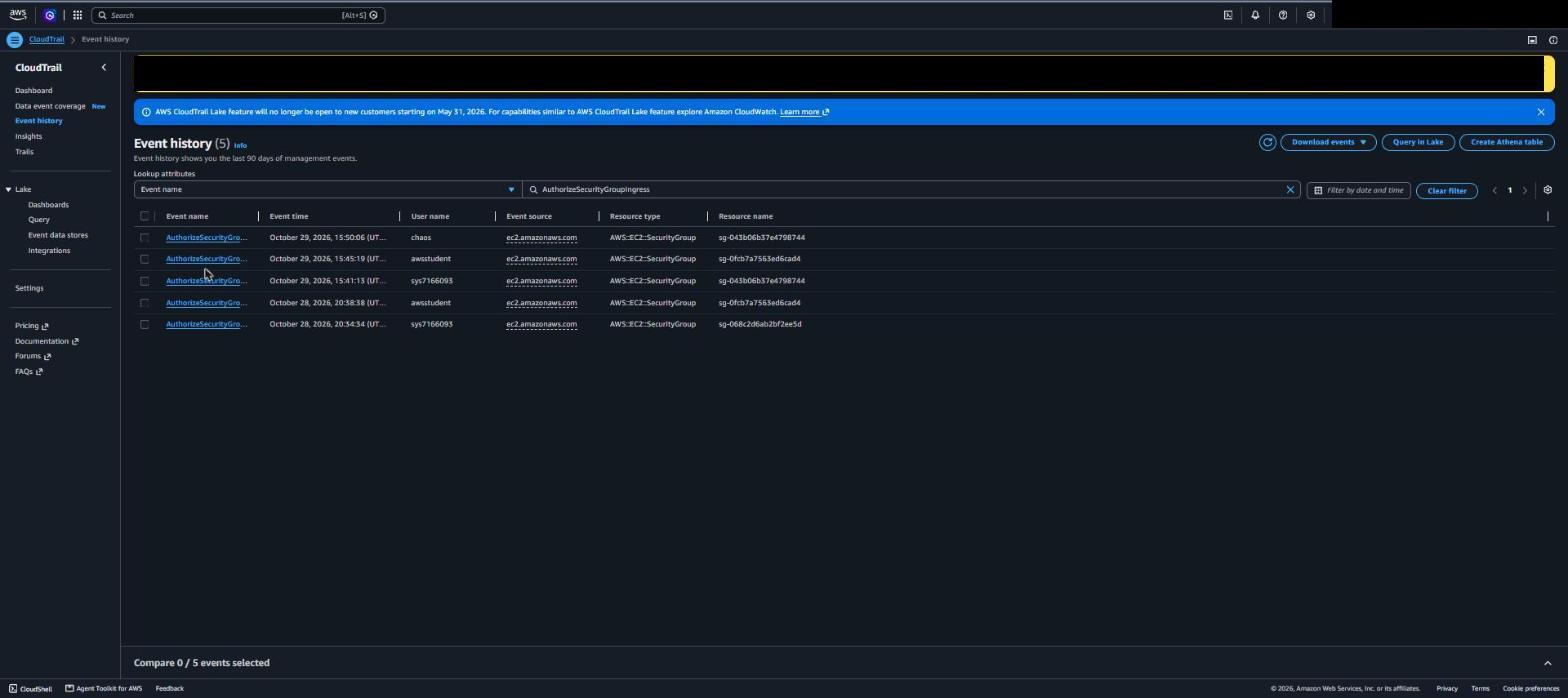 aws
Search [Alt+S]
CloudTrail > Event history
CloudTrail
Dashboard
Data event coverage New
Event history
Insights
Trails
Lake
Dashboards
Query
Event data stores
Integrations
Settings
Pricing
Documentation
Forums
FAQs
AWS CloudTrail Lake feature will no longer be open to new customers starting on May 31, 2026. For capabilities similar to AWS CloudTrail Lake feature explore Amazon CloudWatch. Learn more
Event history (5) Info
Download events Query in Lake Create Athena table
Event history shows you the last 90 days of management events.
Lookup attributes
Event name AuthorizeSecurityGroupIngress Filter by date and time Clear filter 1
Event name Event time User name Event source Resource type Resource name
AuthorizeSecurityGro... October 29, 2026, 15:50:06 (UT... chaos ec2.amazonaws.com AWS::EC2::SecurityGroup sg-043b06b37e4798744
AuthorizeSecurityGro... October 29, 2026, 15:45:19 (UT... awsstudent ec2.amazonaws.com AWS::EC2::SecurityGroup sg-0fcb7a7563ed6cad4
AuthorizeSecurityGro... October 29, 2026, 15:41:13 (UT... sys7166093 ec2.amazonaws.com AWS::EC2::SecurityGroup sg-043b06b37e4798744
AuthorizeSecurityGro... October 28, 2026, 20:38:38 (UT... awsstudent ec2.amazonaws.com AWS::EC2::SecurityGroup sg-0fcb7a7563ed6cad4
AuthorizeSecurityGro... October 28, 2026, 20:34:34 (UT... sys7166093 ec2.amazonaws.com AWS::EC2::SecurityGroup sg-068c2d6ab2bf2ee5d
Compare 0 / 5 events selected
CloudShell Agent Toolkit for AWS Feedback © 2026, Amazon Web Services, Inc. or its affiliates. Privacy Terms Cookie preferences